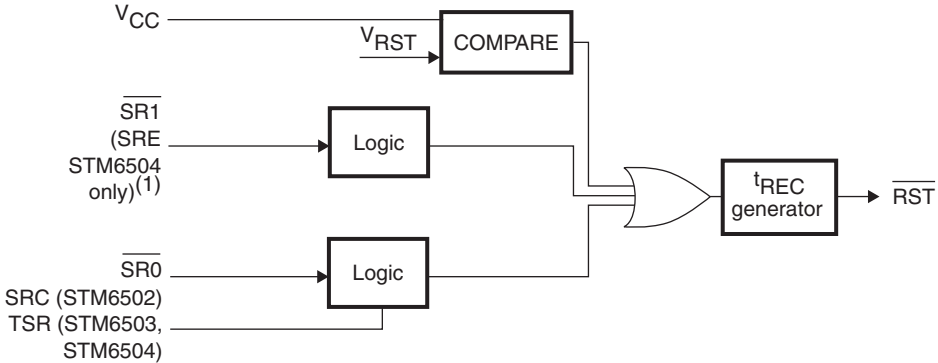 VCC
VRST
COMPARE
SR1
(SRE
STM6504
only)(1)
Logic
tREC
generator
RST
SR0
SRC (STM6502)
TSR (STM6503,
STM6504)
Logic